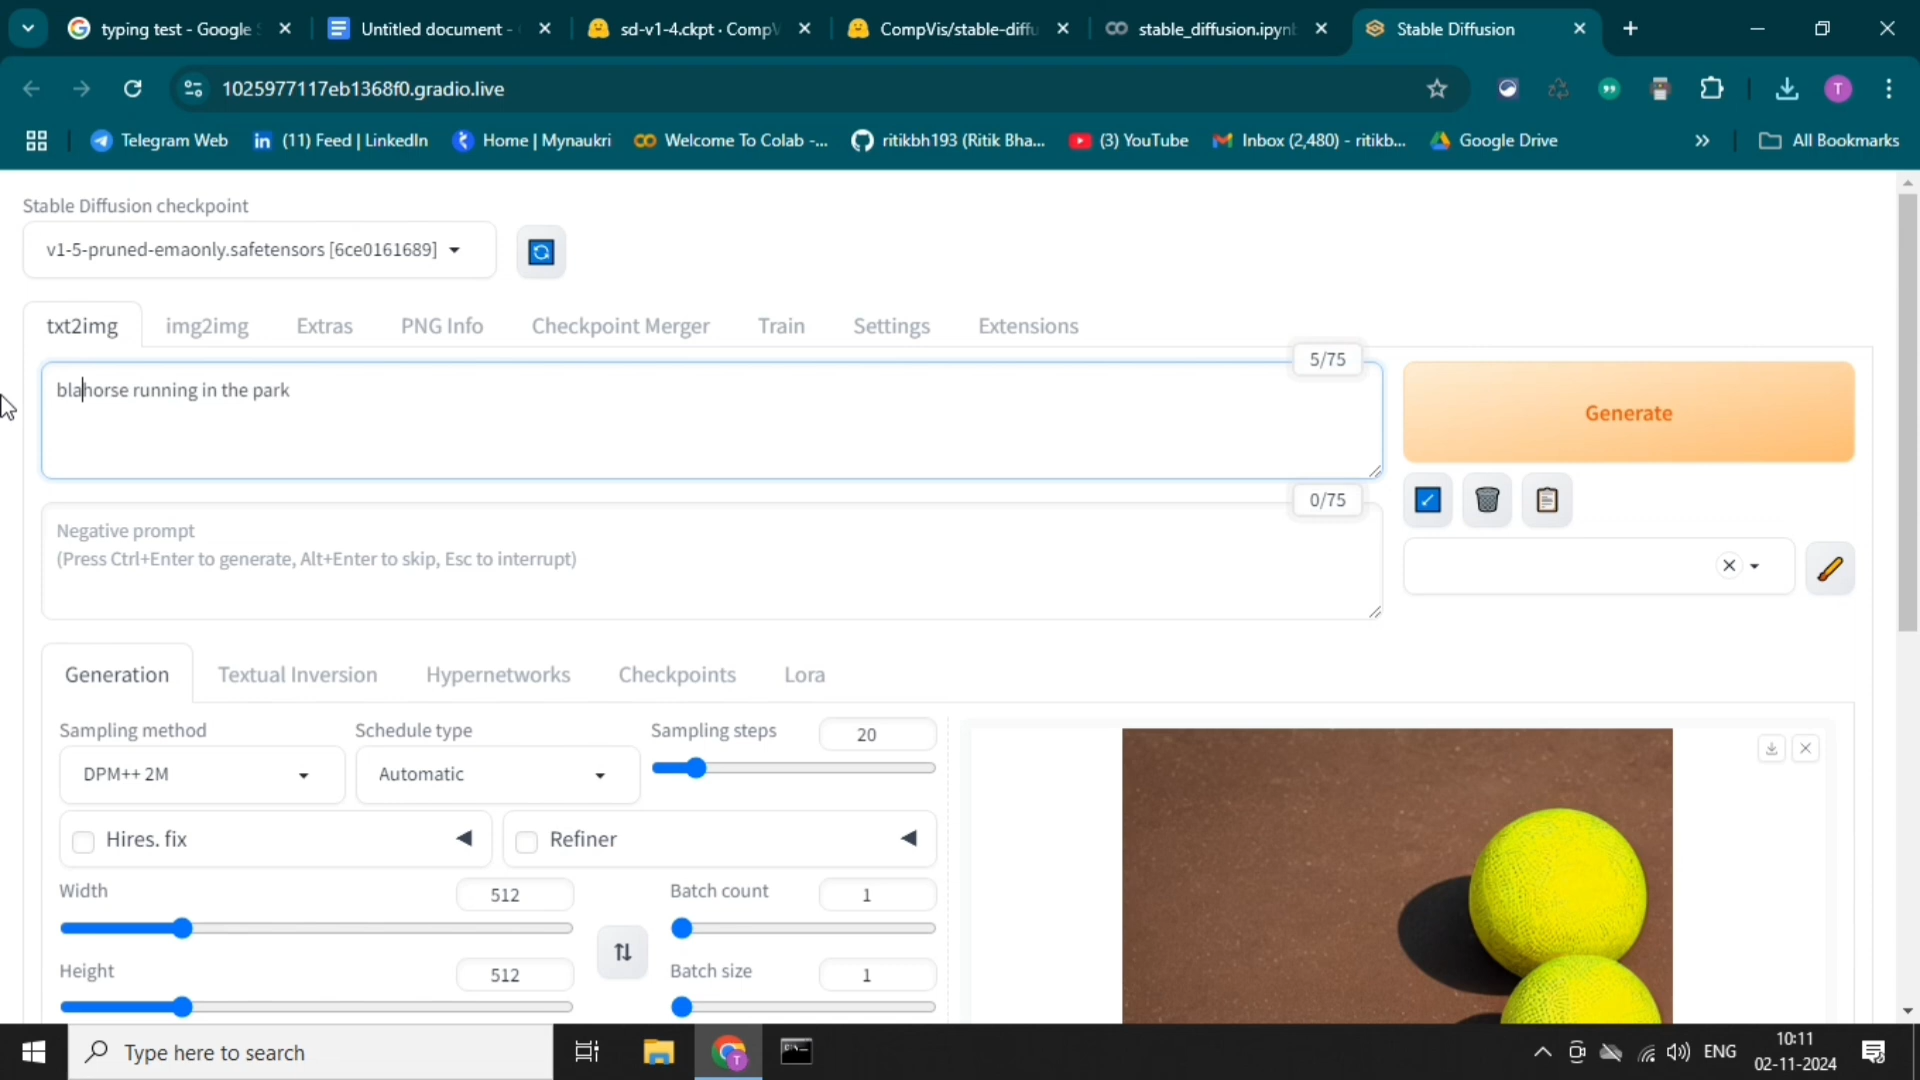 typing test - Google S
Untitled document -
sd-v1-4.ckpt · CompV
CompVis/stable-diffu
stable_diffusion.ipynb
Stable Diffusion
1025977117eb1368f0.gradio.live
T
Telegram Web
(11) Feed | LinkedIn
Home | Mynaukri
Welcome To Colab -...
ritikbh193 (Ritik Bha...
(3) YouTube
Inbox (2,480) - ritikb...
Google Drive
»
All Bookmarks
Stable Diffusion checkpoint
v1-5-pruned-emaonly.safetensors [6ce0161689]
txt2img
img2img
Extras
PNG Info
Checkpoint Merger
Train
Settings
Extensions
5/75
blahorse running in the park
Generate
0/75
Negative prompt
(Press Ctrl+Enter to generate, Alt+Enter to skip, Esc to interrupt)
Generation
Textual Inversion
Hypernetworks
Checkpoints
Lora
Sampling method
Schedule type
Sampling steps
20
DPM++ 2M
Automatic
Hires. fix
Refiner
Width
512
Batch count
1
Height
512
Batch size
1
Type here to search
T
ENG
10:11
02-11-2024